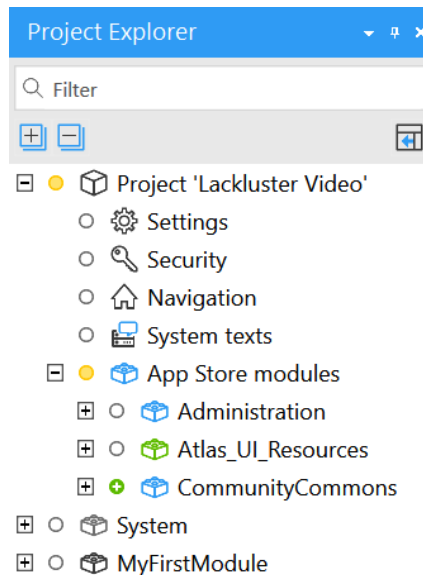 Project Explorer
Filter
Project 'Lackluster Video'
Settings
Security
Navigation
System texts
App Store modules
Administration
Atlas_UI_Resources
CommunityCommons
System
MyFirstModule